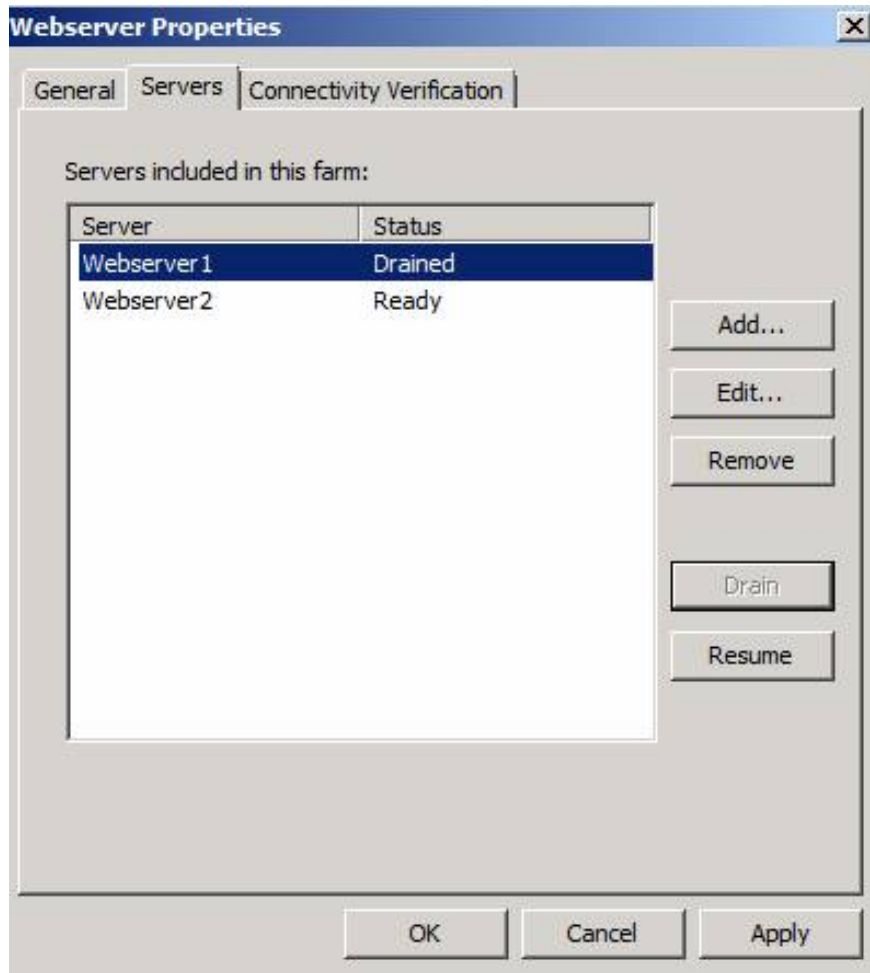 Webserver Properties
General Servers Connectivity Verification
Servers included in this farm:
Server Status
Webserver1 Drained
Webserver2 Ready
Add...
Edit...
Remove
Drain
Resume
OK Cancel Apply